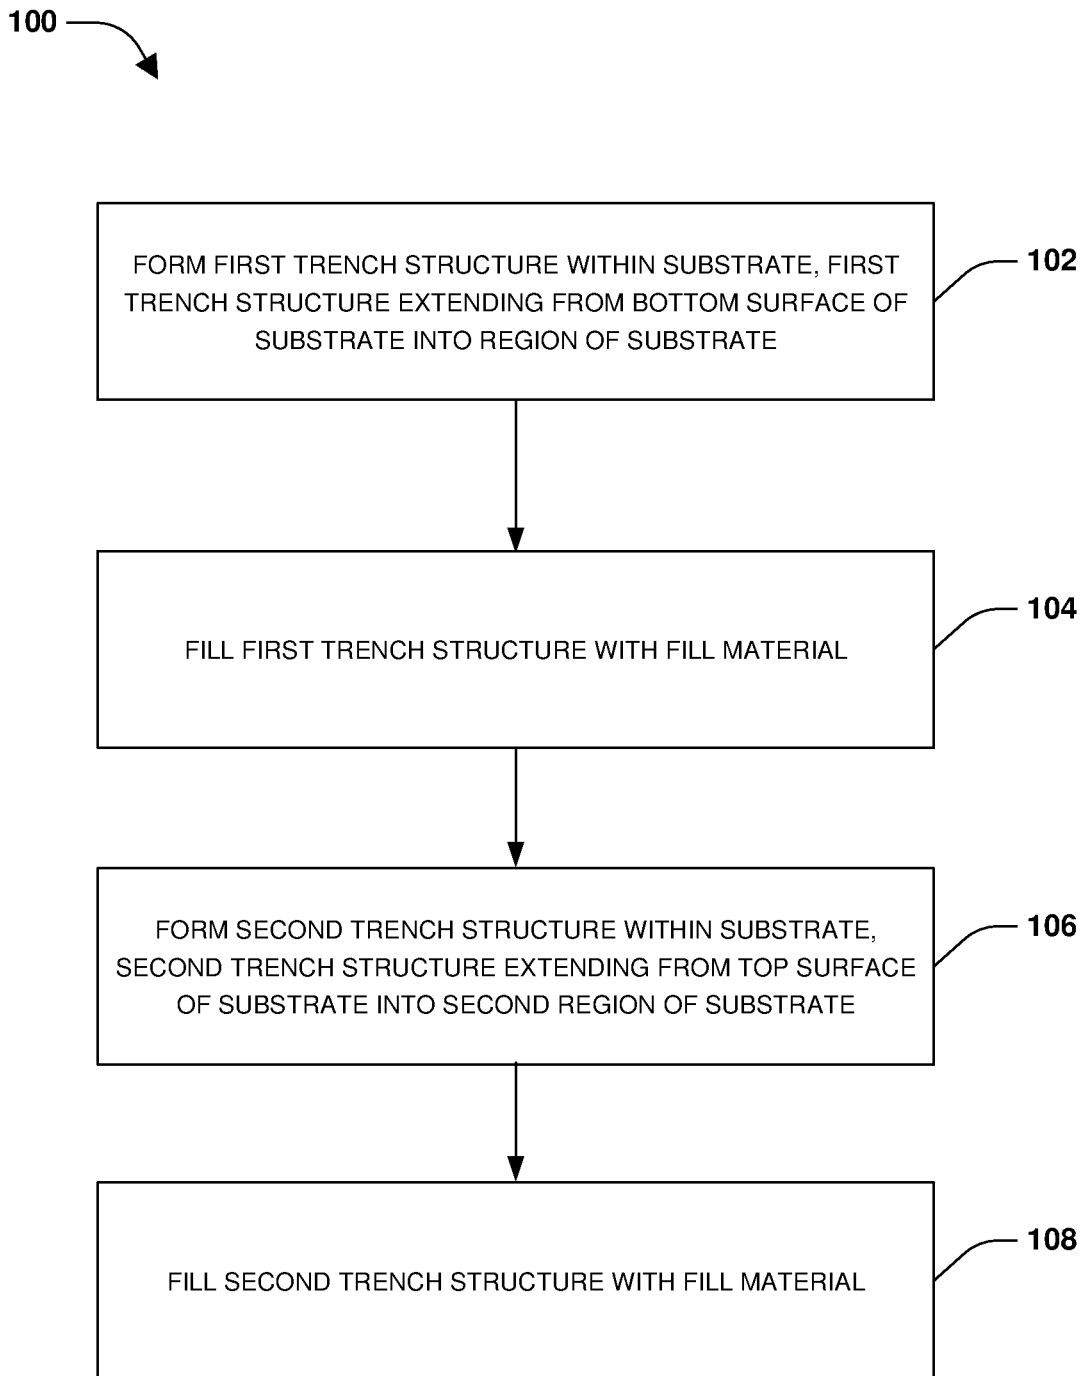 100
FORM FIRST TRENCH STRUCTURE WITHIN SUBSTRATE, FIRST
TRENCH STRUCTURE EXTENDING FROM BOTTOM SURFACE OF
SUBSTRATE INTO REGION OF SUBSTRATE
102
FILL FIRST TRENCH STRUCTURE WITH FILL MATERIAL
104
FORM SECOND TRENCH STRUCTURE WITHIN SUBSTRATE,
SECOND TRENCH STRUCTURE EXTENDING FROM TOP SURFACE
OF SUBSTRATE INTO SECOND REGION OF SUBSTRATE
106
FILL SECOND TRENCH STRUCTURE WITH FILL MATERIAL
108